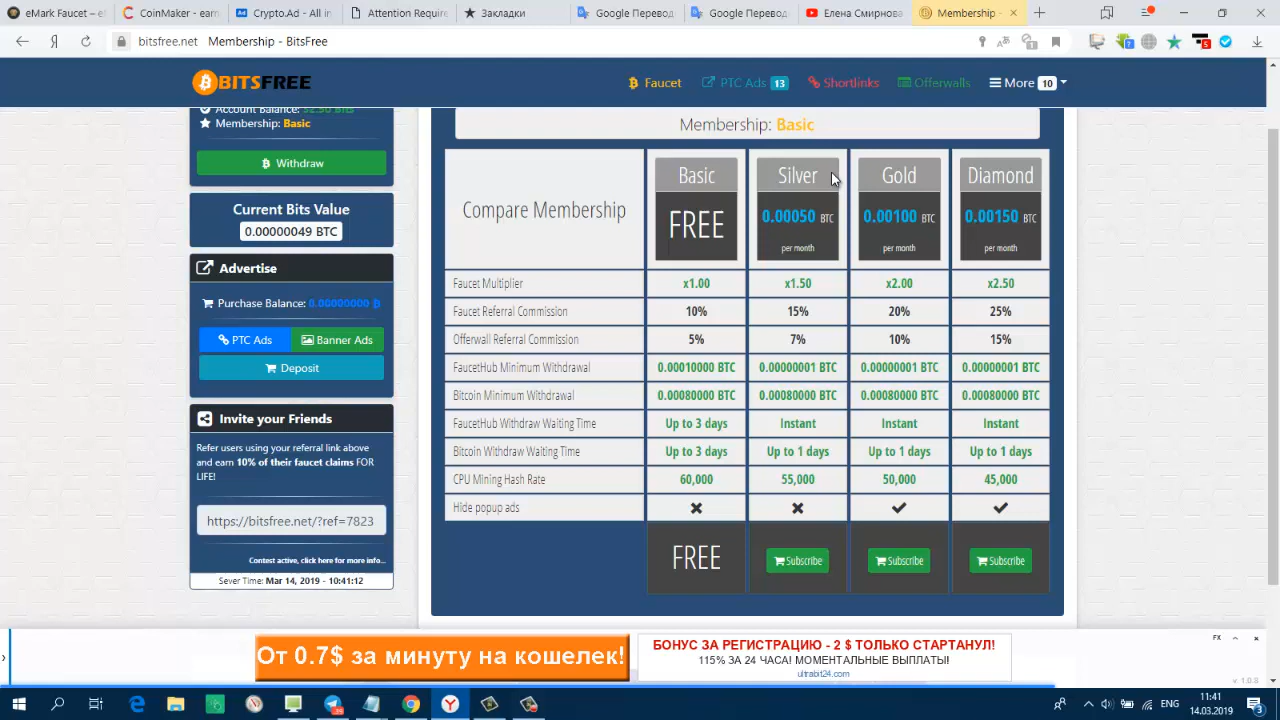 eMark Faucet – eM
CoinMaker - earn
Crypto.Ad - All in
Attention Require
Закладки
Google Перевод
Google Перевод
Елена Смирнов
Membership -
bitsfree.net Membership - BitsFree
BITSFREE
Faucet
PTC Ads 13
Shortlinks
Offerwalls
More 10
Membership: Basic
Withdraw
Current Bits Value
0.00000049 BTC
Advertise
Purchase Balance: 0.00000000
PTC Ads
Banner Ads
Deposit
Invite your Friends
Refer users using your referral link above
and earn 10% of their faucet claims FOR
LIFE!
https://bitsfree.net/?ref=7823
Contest active, click here for more info...
Sever Time: Mar 14, 2019 - 10:41:12
Membership: Basic
Compare Membership
Basic
FREE
Silver
0.00050 BTC
per month
Gold
0.00100 BTC
per month
Diamond
0.00150 BTC
per month
Faucet Multiplier x1.00 x1.50 x2.00 x2.50
Faucet Referral Commission 10% 15% 20% 25%
Offerwall Referral Commission 5% 7% 10% 15%
FaucetHub Minimum Withdrawal 0.00010000 BTC 0.00000001 BTC 0.00000001 BTC 0.00000001 BTC
Bitcoin Minimum Withdrawal 0.00080000 BTC 0.00080000 BTC 0.00080000 BTC 0.00080000 BTC
FaucetHub Withdraw Waiting Time Up to 3 days Instant Instant Instant
Bitcoin Withdraw Waiting Time Up to 3 days Up to 1 days Up to 1 days Up to 1 days
CPU Mining Hash Rate 60,000 55,000 50,000 45,000
Hide popup ads
FREE Subscribe Subscribe Subscribe
От 0.7$ за минуту на кошелек!
БОНУС ЗА РЕГИСТРАЦИЮ - 2 $ ТОЛЬКО СТАРТАНУЛ!
115% ЗА 24 ЧАСА! МОМЕНТАЛЬНЫЕ ВЫПЛАТЫ!
ultrabit24.com
FX
v 1.0.8
ENG
11:41
14.03.2019